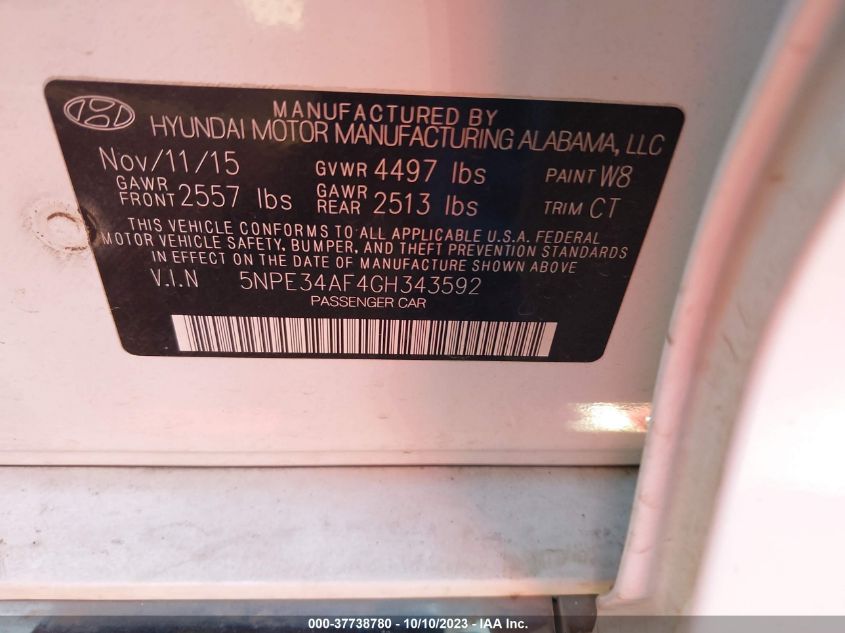 MANUFACTURED BY
HYUNDAI MOTOR MANUFACTURING ALABAMA, LLC
Nov/11/15 GVWR 4497 lbs PAINT W8
GAWR FRONT 2557 lbs GAWR REAR 2513 lbs TRIM CT
THIS VEHICLE CONFORMS TO ALL APPLICABLE U.S.A. FEDERAL
MOTOR VEHICLE SAFETY, BUMPER, AND THEFT PREVENTION STANDARDS
IN EFFECT ON THE DATE OF MANUFACTURE SHOWN ABOVE
V.I.N 5NPE34AF4GH343592
PASSENGER CAR
000-37738780 - 10/10/2023 - IAA Inc.